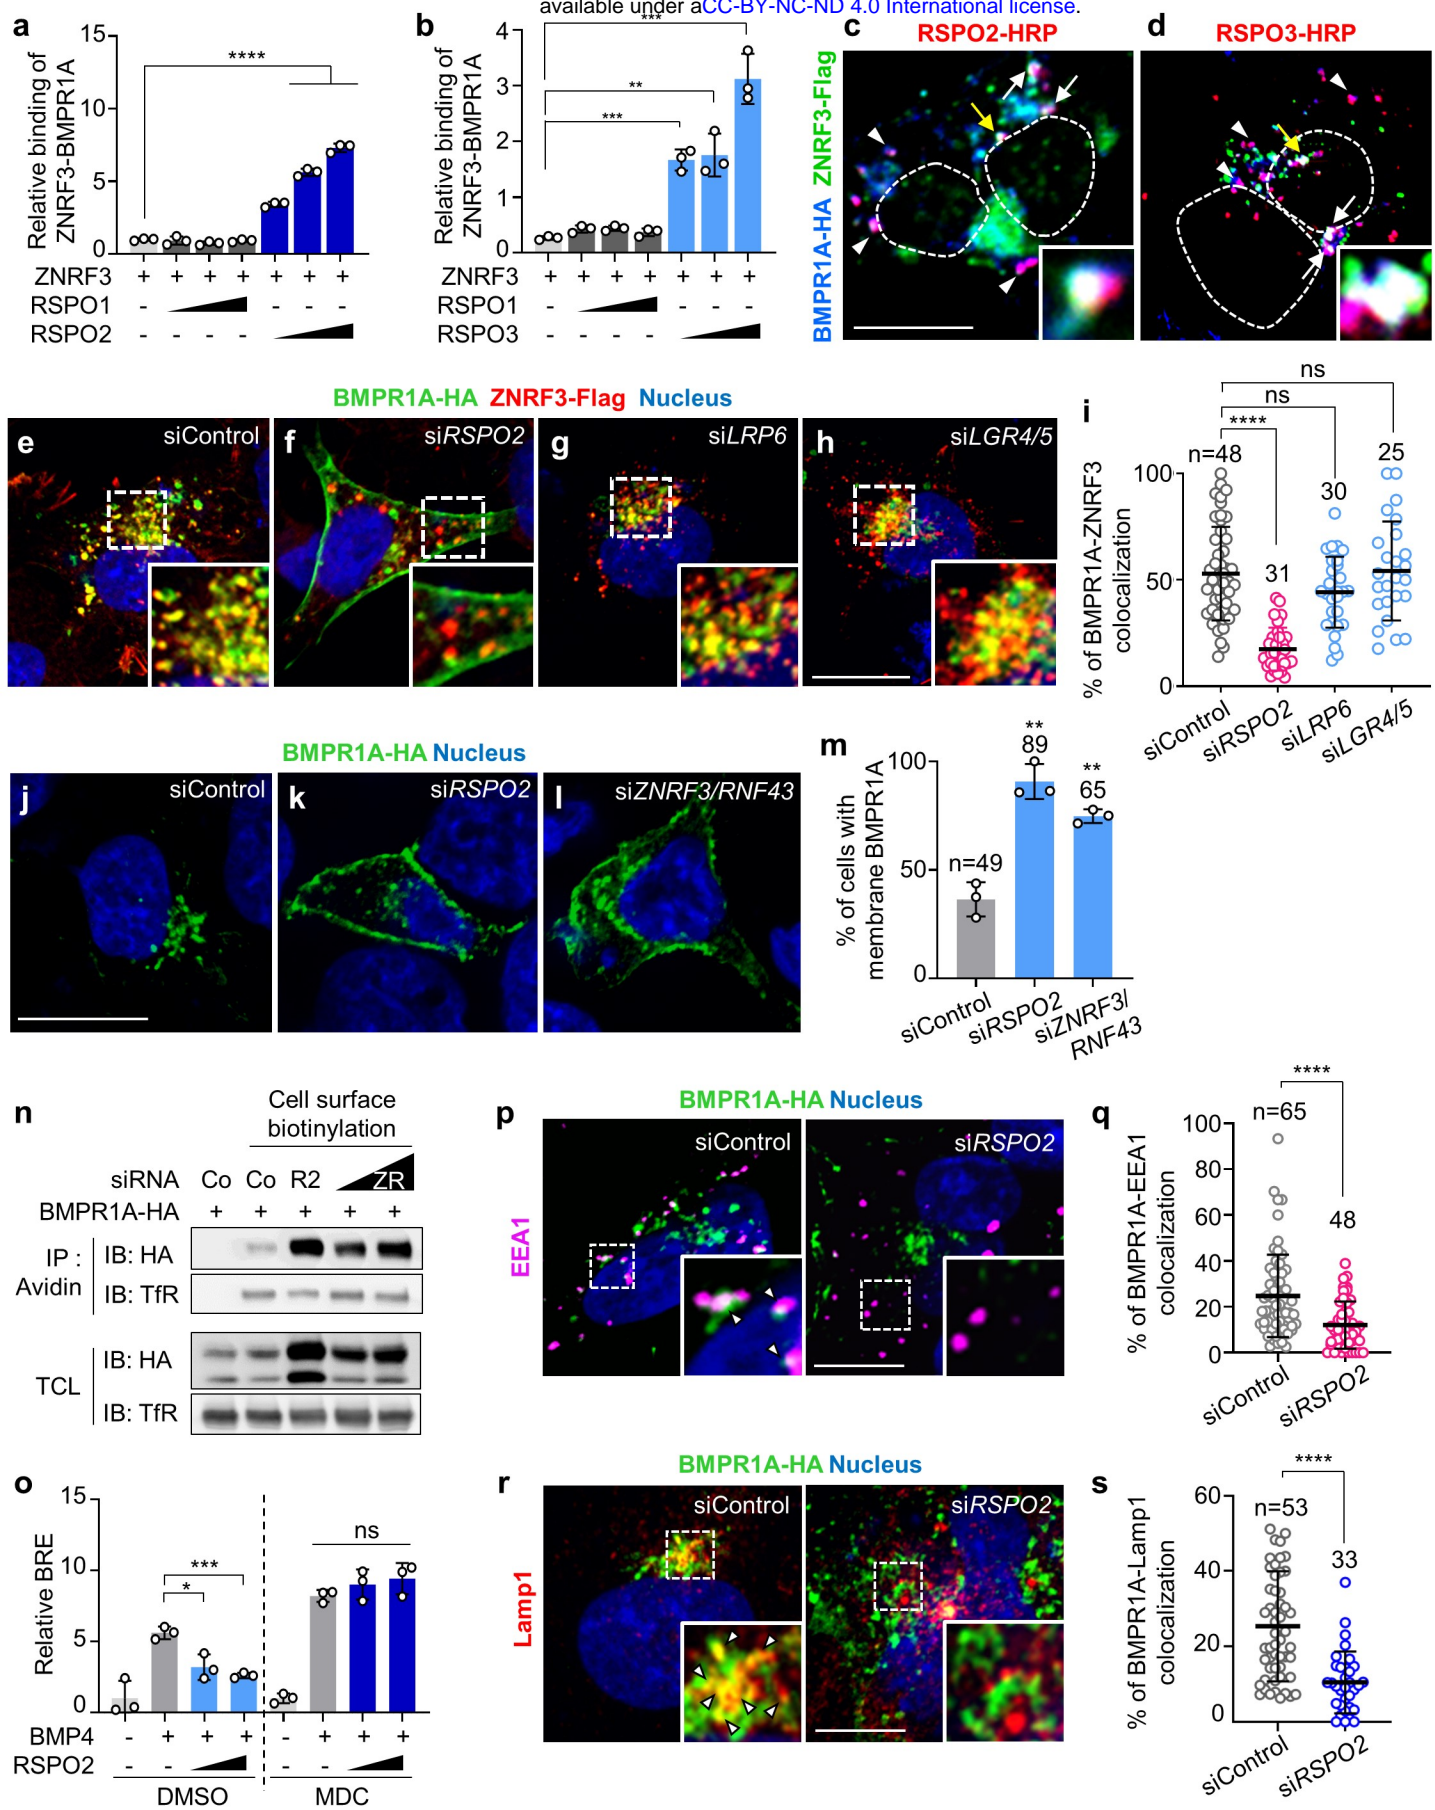 available under aCC-BY-NC-ND 4.0 International license.
a
Relative binding of
ZNRF3-BMPR1A
15
10
5
0
****
ZNRF3 + + + + + + +
RSPO1 - - - -
RSPO2 - - - -
b
Relative binding of
ZNRF3-BMPR1A
4
3
2
1
0
***
**
***
ZNRF3 + + + + + + +
RSPO1 - - - -
RSPO3 - - - -
c
RSPO2-HRP
BMPR1A-HA ZNRF3-Flag
d
RSPO3-HRP
BMPR1A-HA ZNRF3-Flag Nucleus
e
siControl
f
siRSPO2
g
siLRP6
h
siLGR4/5
i
% of BMPR1A-ZNRF3
colocalization
100
50
0
ns
ns
****
n=48
31
30
25
siControl
siRSPO2
siLRP6
siLGR4/5
BMPR1A-HA Nucleus
j
siControl
k
siRSPO2
l
siZNRF3/RNF43
m
% of cells with
membrane BMPR1A
100
50
0
n=49
**
89
**
65
siControl
siRSPO2
siZNRF3/
RNF43
n
Cell surface
biotinylation
siRNA Co Co R2 ZR
BMPR1A-HA + + + + +
IP :
Avidin
IB: HA
IB: TfR
TCL
IB: HA
IB: TfR
o
Relative BRE
15
10
5
0
***
*
ns
BMP4 - + + + - + + +
RSPO2 - - - -
DMSO MDC
p
BMPR1A-HA Nucleus
EEA1
siControl
siRSPO2
q
% of BMPR1A-EEA1
colocalization
100
80
60
40
20
0
****
n=65
48
siControl
siRSPO2
r
BMPR1A-HA Nucleus
Lamp1
siControl
siRSPO2
s
% of BMPR1A-Lamp1
colocalization
60
40
20
0
****
n=53
33
siControl
siRSPO2